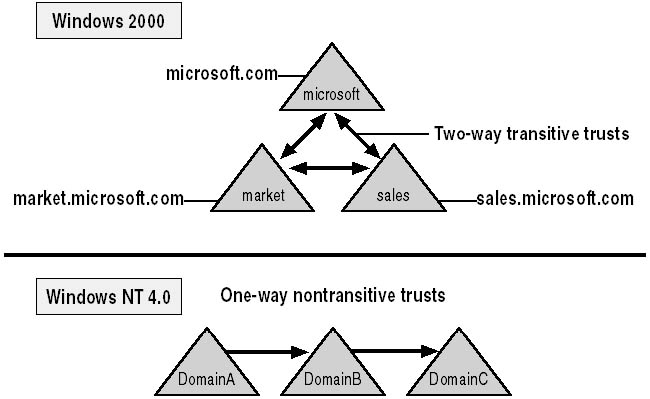 Windows 2000
microsoft.com
microsoft
Two-way transitive trusts
market
sales
market.microsoft.com
sales.microsoft.com
Windows NT 4.0
One-way nontransitive trusts
DomainA
DomainB
DomainC